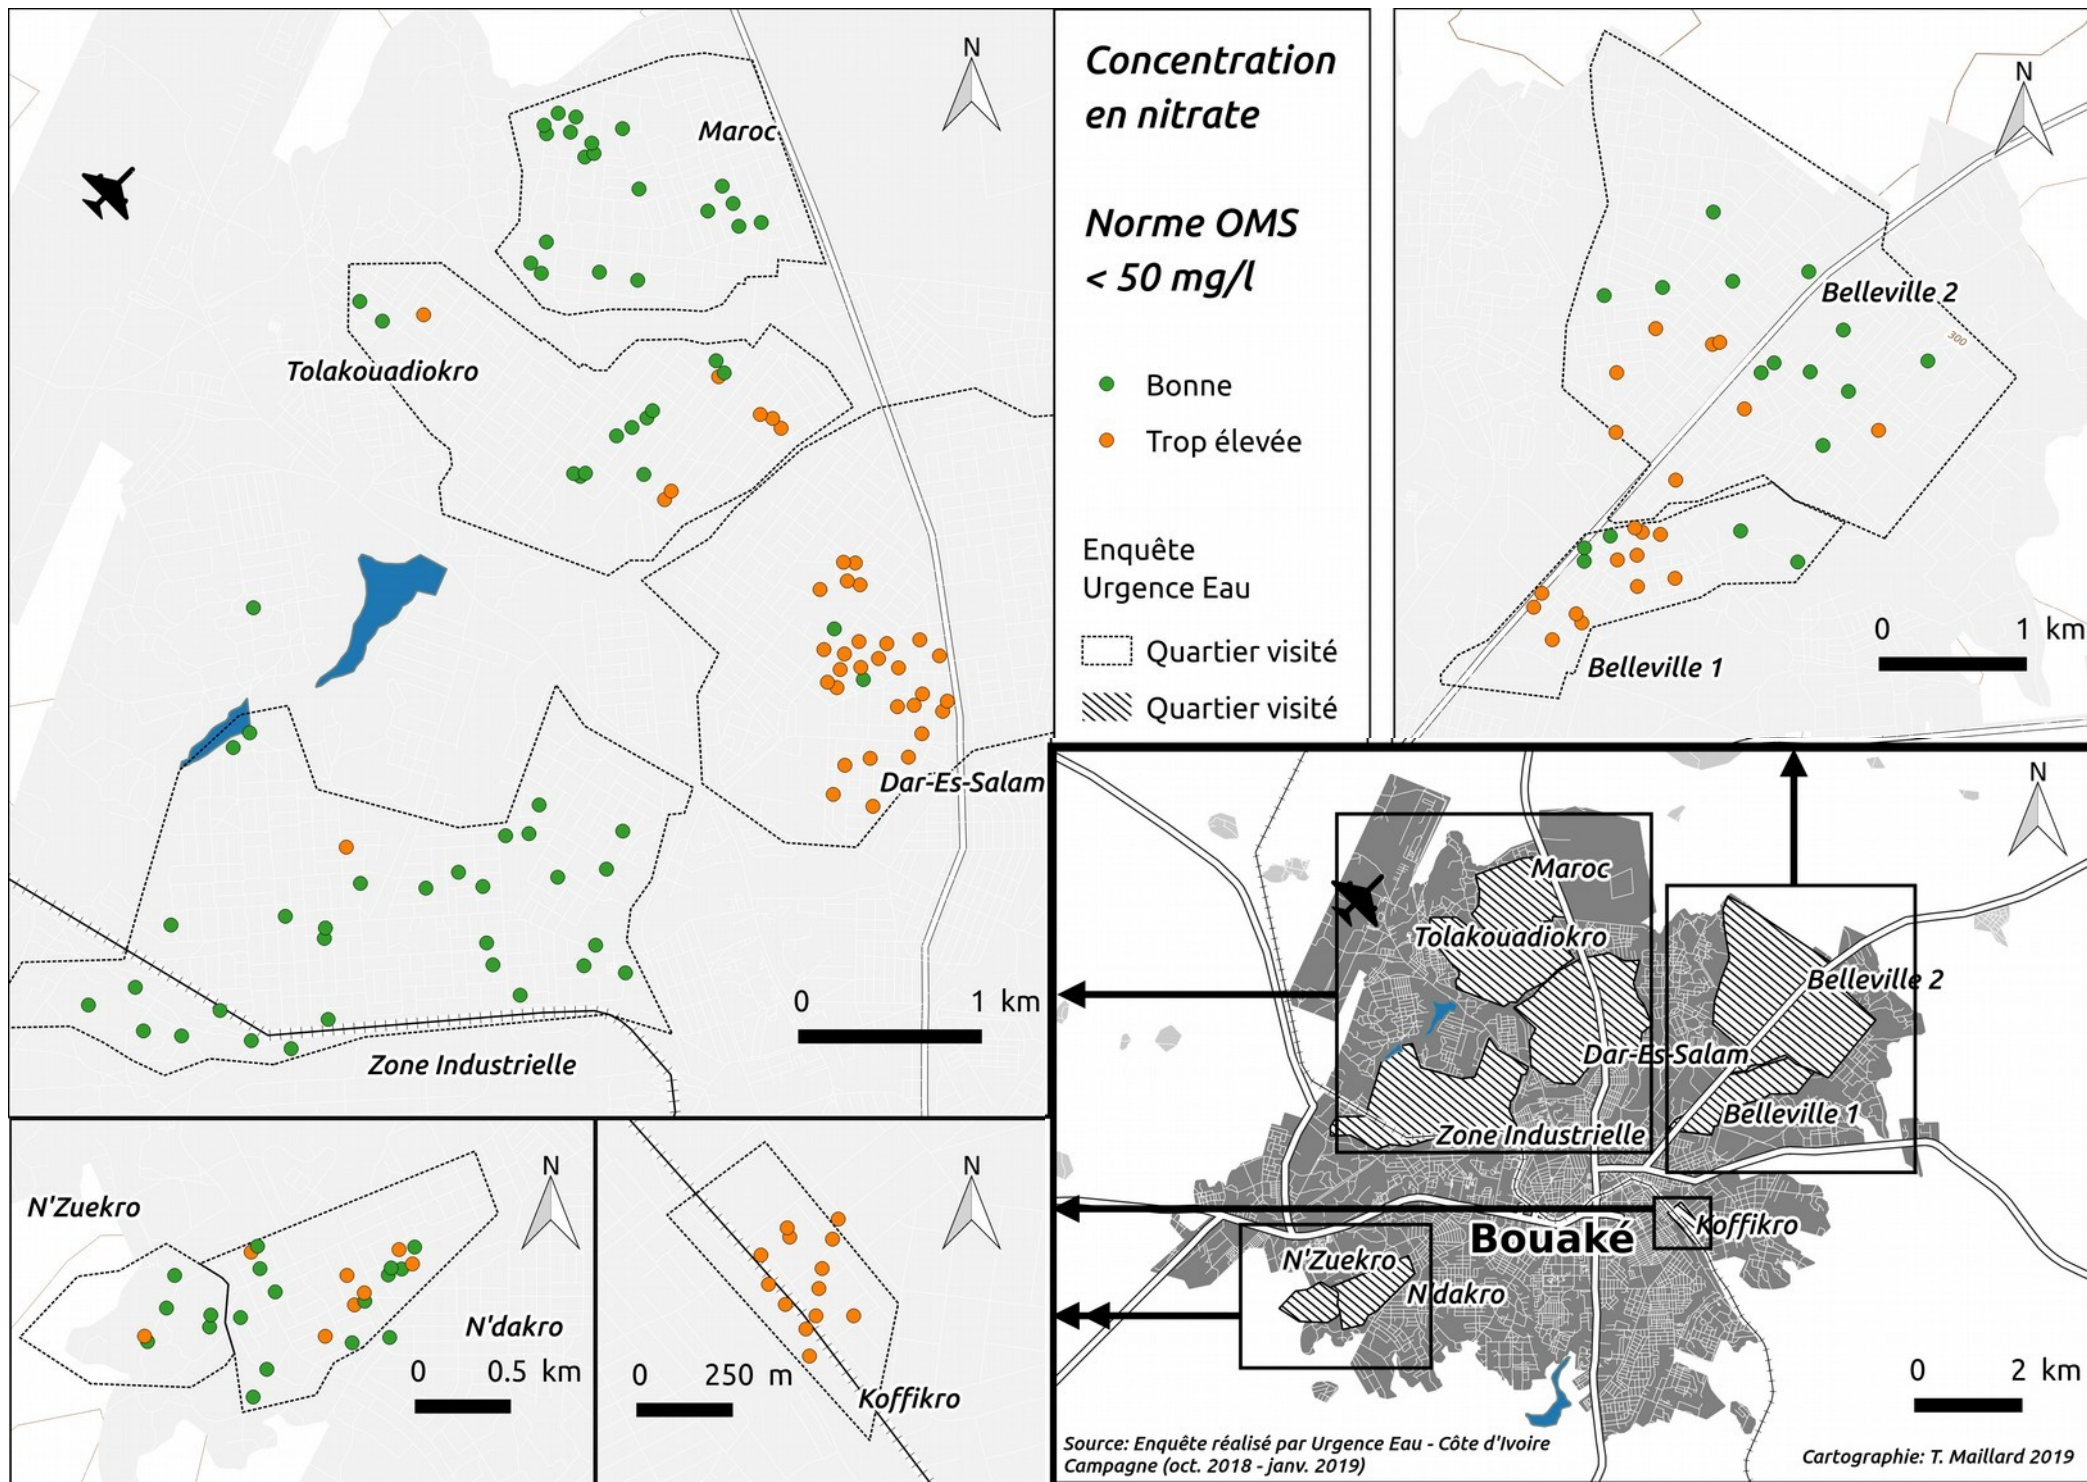 N
Maroc
Tolakouadiokro
Dar-Es-Salam
0 1 km
Zone Industrielle
Concentration
en nitrate
Norme OMS
< 50 mg/l
Bonne
Trop élevée
Enquête
Urgence Eau
Quartier visité
Quartier visité
N
Belleville 2
300
0 1 km
Belleville 1
N'Zuekro
N
N'dakro
0 0.5 km
N
0 250 m
Koffikro
N
Maroc
Tolakouadiokro
Belleville 2
Dar-Es-Salam
Belleville 1
Zone Industrielle
Koffikro
Bouaké
N'Zuekro
N'dakro
0 2 km
Source: Enquête réalisé par Urgence Eau - Côte d'Ivoire
Campagne (oct. 2018 - janv. 2019)
Cartographie: T. Maillard 2019